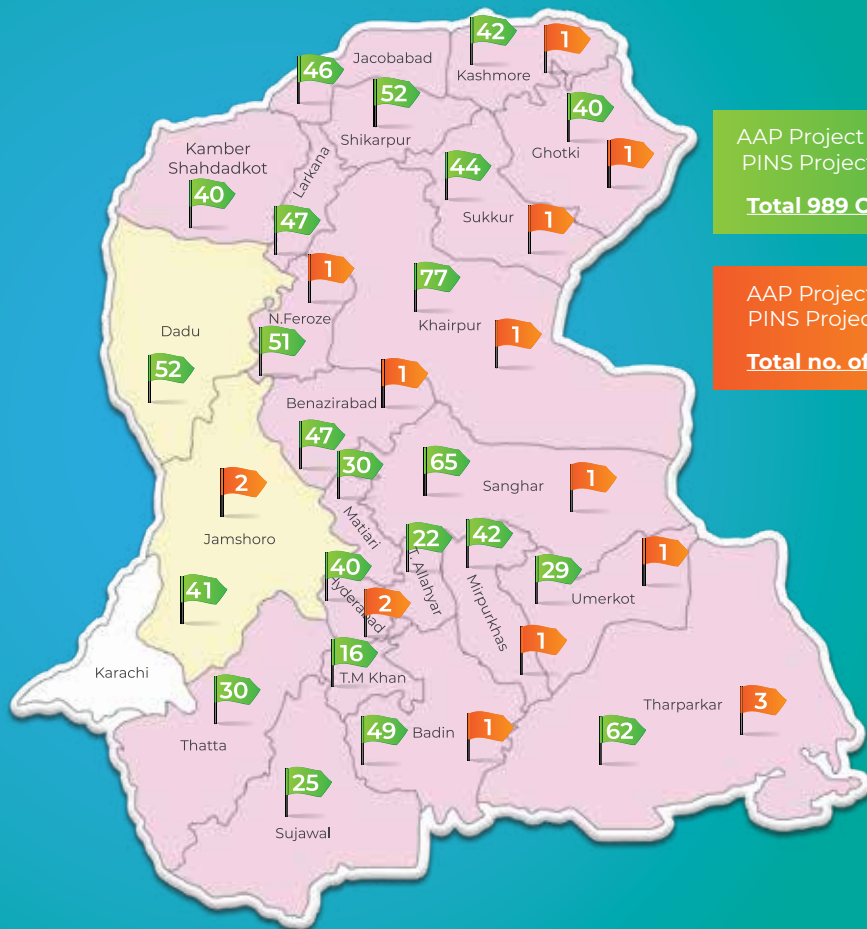 42
1
Jacobabad
Kashmore
46
52
40
Shikarpur
Ghotki
1
Kamber
Shahdadkot
Larkana
44
40
47
Sukkur
1
1
77
N.Feroze
Khairpur
1
Dadu
51
52
1
Benazirabad
47
30
65
Sanghar
1
2
Matiari
Jamshoro
22
42
1
T. Allahyar
40
Hyderabad
29
Umerkot
41
2
Mirpurkhas
1
16
T.M Khan
Karachi
30
Thatta
49
Badin
1
Tharparkar
3
62
25
Sujawal
AAP Project
PINS Projec
Total 989 C
AAP Projec
PINS Projec
Total no. of